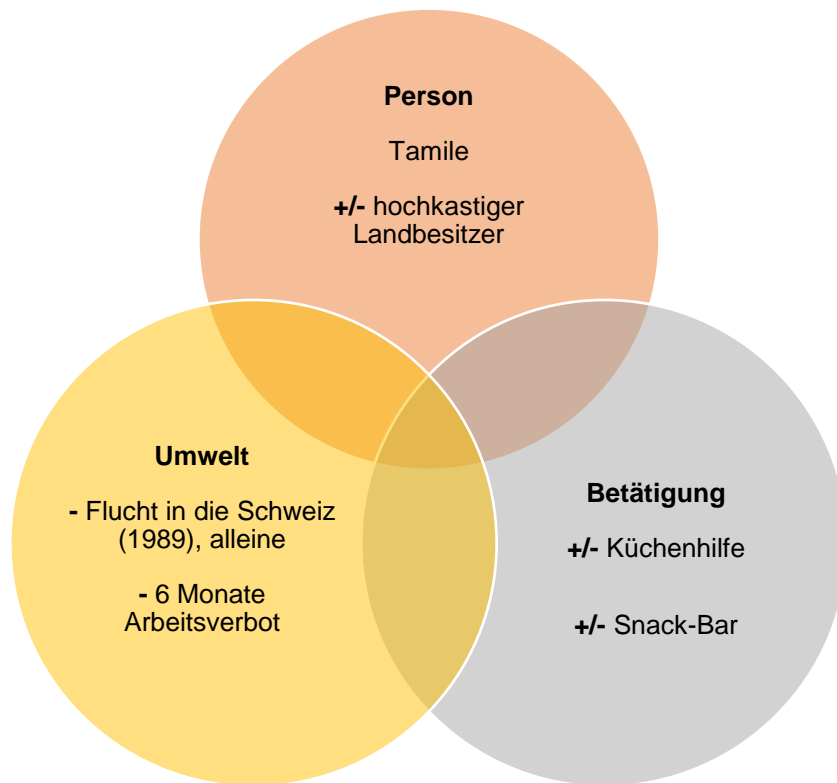 Person
Tamile
+/- hochkastiger
Landbesitzer
Umwelt
- Flucht in die Schweiz
(1989), alleine
- 6 Monate
Arbeitsverbot
Betätigung
+/- Küchenhilfe
+/- Snack-Bar